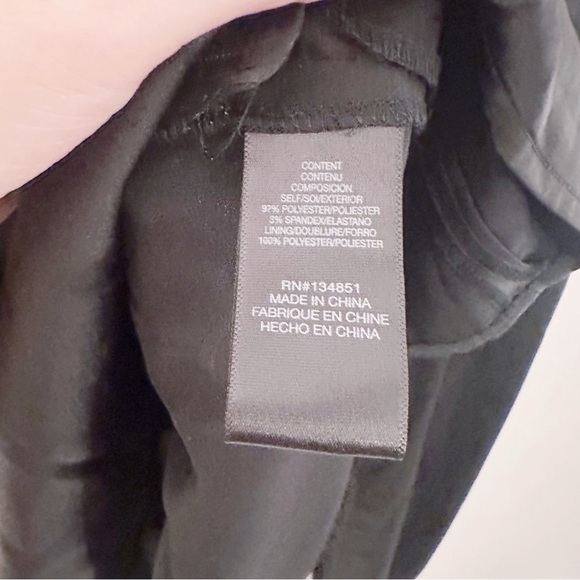 CONTENT
CONTENU
COMPOSICIÓN
SELF/SOI/EXTERIOR
97% POLYESTER/POLIESTER
3% SPANDEX/ELASTANO
LINING/DOUBLURE/FORRO
100% POLYESTER/POLIESTER
RN#134851
MADE IN CHINA
FABRIQUE EN CHINE
HECHO EN CHINA